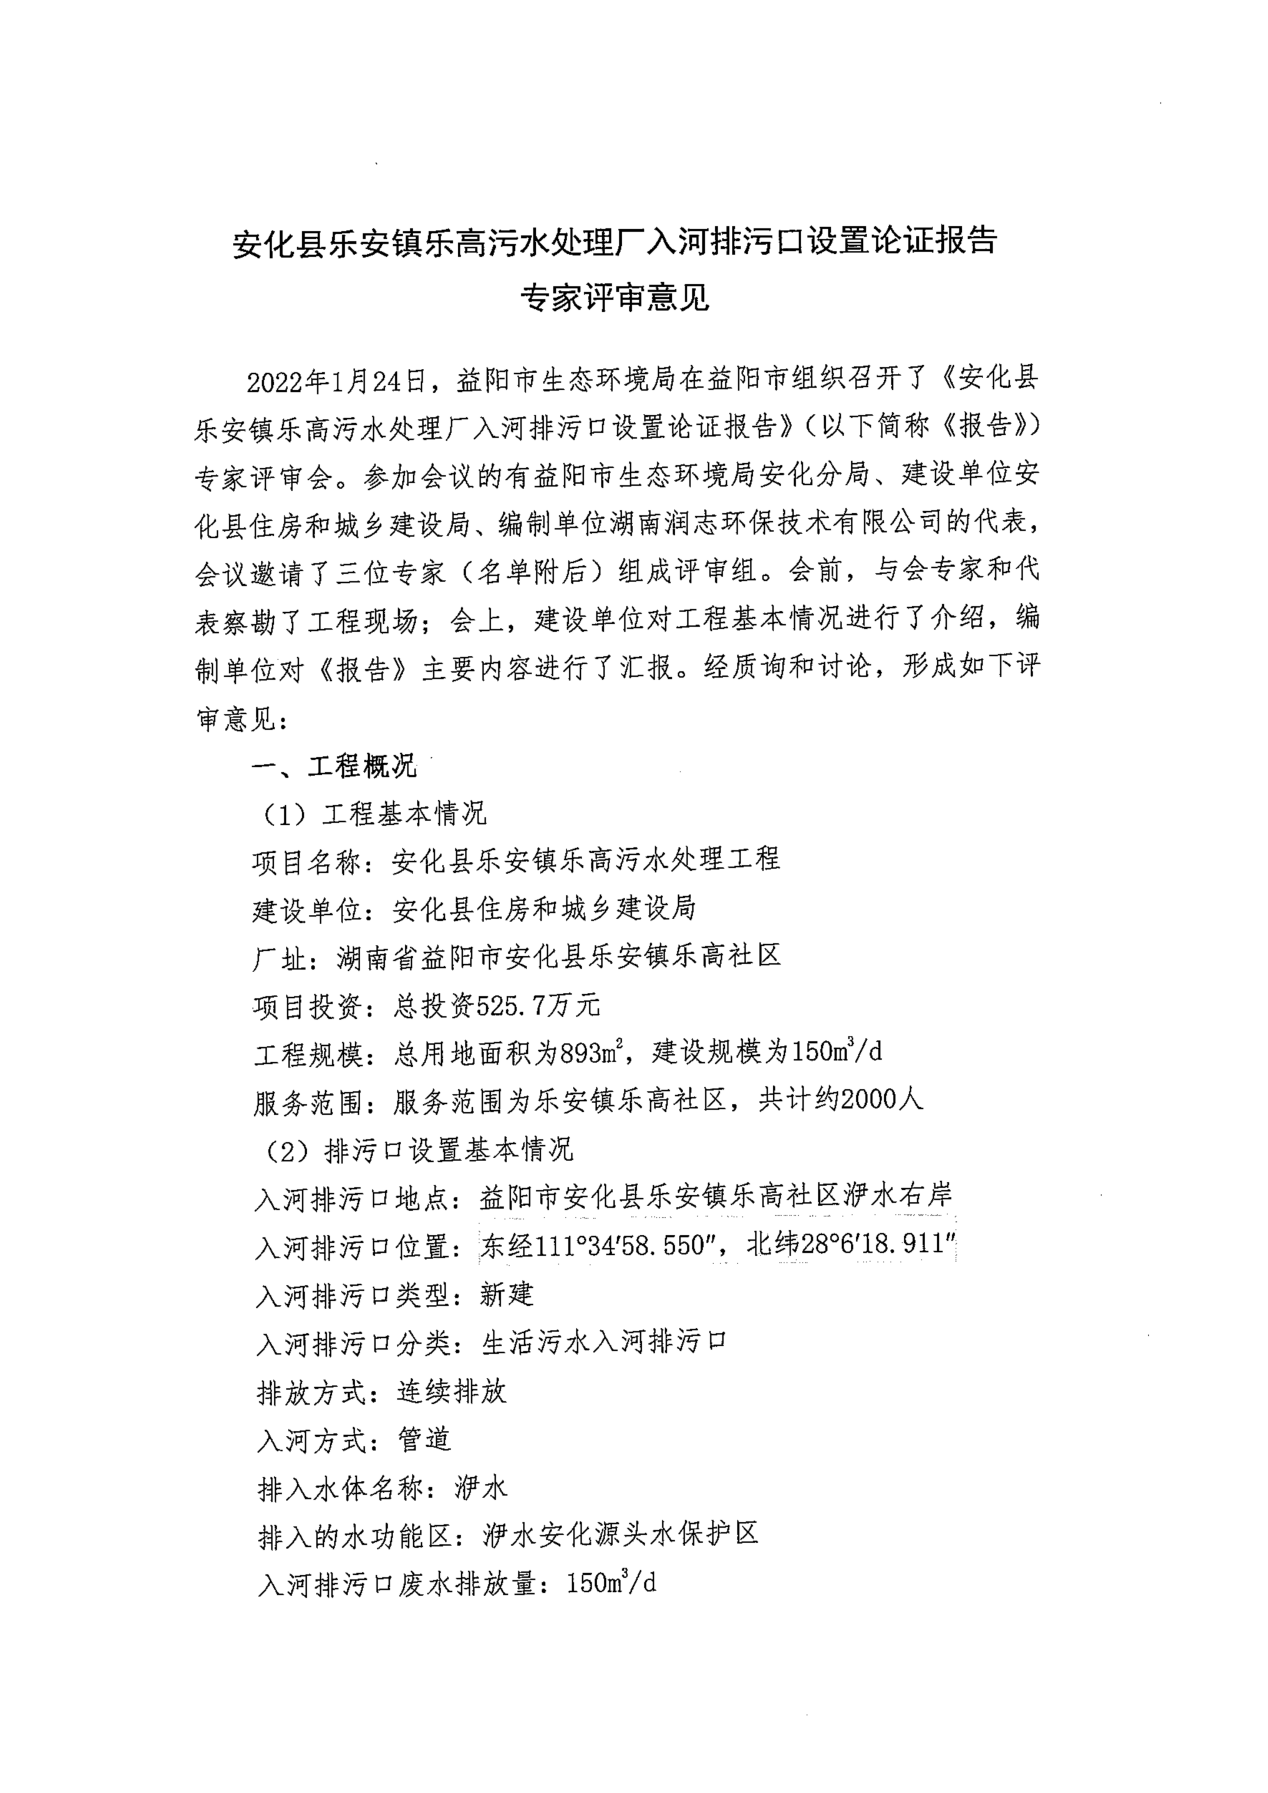 安化县乐安镇乐高污水处理厂入河排污口设置论证报告
专家评审意见
2022年1月24日，益阳市生态环境局在益阳市组织召开了《安化县
乐安镇乐高污水处理厂入河排污口设置论证报告》（以下简称《报告》）
专家评审会。参加会议的有益阳市生态环境局安化分局、建设单位安
化县住房和城乡建设局、编制单位湖南润志环保技术有限公司的代表，
会议邀请了三位专家（名单附后）组成评审组。会前，与会专家和代
表察勘了工程现场；会上，建设单位对工程基本情况进行了介绍，编
制单位对《报告》主要内容进行了汇报。经质询和讨论，形成如下评
审意见：
一、工程概况
（1）工程基本情况
项目名称：安化县乐安镇乐高污水处理工程
建设单位：安化县住房和城乡建设局
厂址：湖南省益阳市安化县乐安镇乐高社区
项目投资：总投资525.7万元
工程规模：总用地面积为893m²，建设规模为150m³/d
服务范围：服务范围为乐安镇乐高社区，共计约2000人
（2）排污口设置基本情况
入河排污口地点：益阳市安化县乐安镇乐高社区洢水右岸
入河排污口位置：东经111°34′58.550″，北纬28°6′18.911″
入河排污口类型：新建
入河排污口分类：生活污水入河排污口
排放方式：连续排放
入河方式：管道
排入水体名称：洢水
排入的水功能区：洢水安化源头水保护区
入河排污口废水排放量：150m³/d